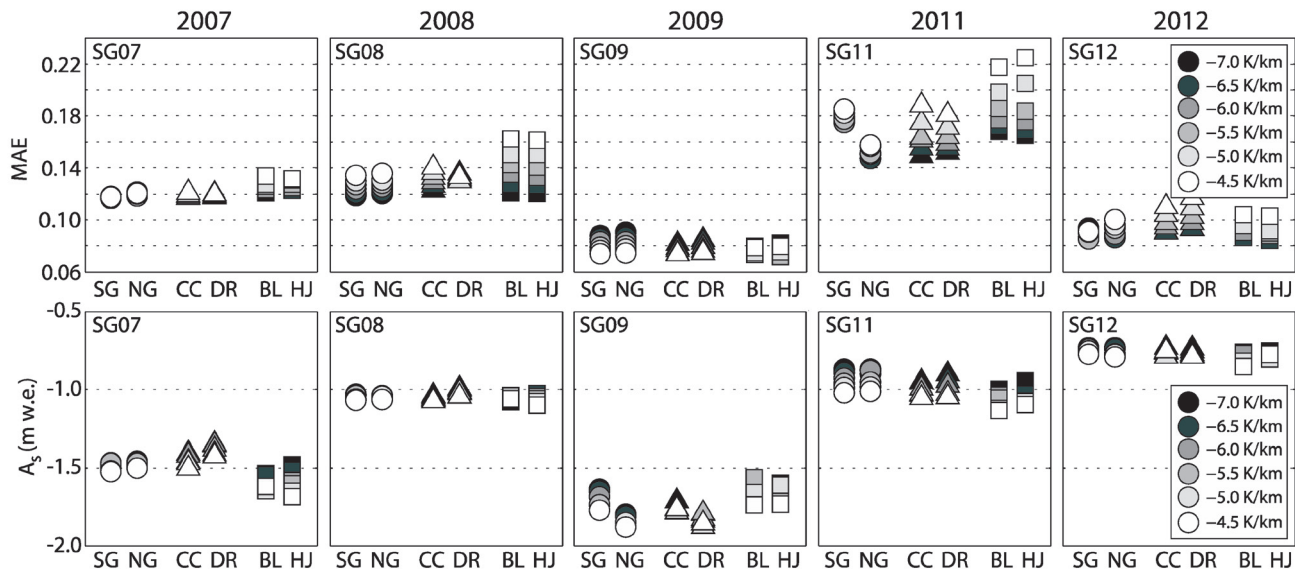 2007 2008 2009 2011 2012
SG07 SG08 SG09 SG11 SG12
MAE
0.22
0.18
0.14
0.10
0.06
−7.0 K/km
−6.5 K/km
−6.0 K/km
−5.5 K/km
−5.0 K/km
−4.5 K/km
SG NG CC DR BL HJ SG NG CC DR BL HJ SG NG CC DR BL HJ SG NG CC DR BL HJ SG NG CC DR BL HJ
SG07 SG08 SG09 SG11 SG12
As (m w.e.)
-0.5
-1.0
-1.5
-2.0
−7.0 K/km
−6.5 K/km
−6.0 K/km
−5.5 K/km
−5.0 K/km
−4.5 K/km
SG NG CC DR BL HJ SG NG CC DR BL HJ SG NG CC DR BL HJ SG NG CC DR BL HJ SG NG CC DR BL HJ